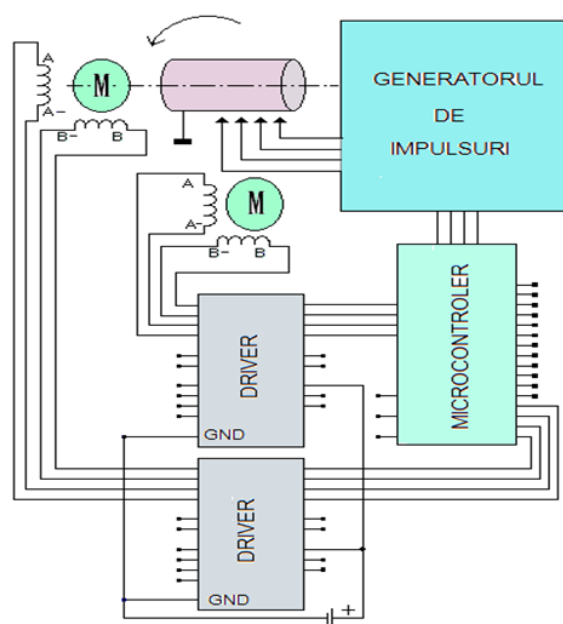 A
M
A-
B-
B
GENERATORUL
DE
IMPULSURI
A
M
A-
B-
B
DRIVER
GND
MICROCONTROLER
DRIVER
GND
+